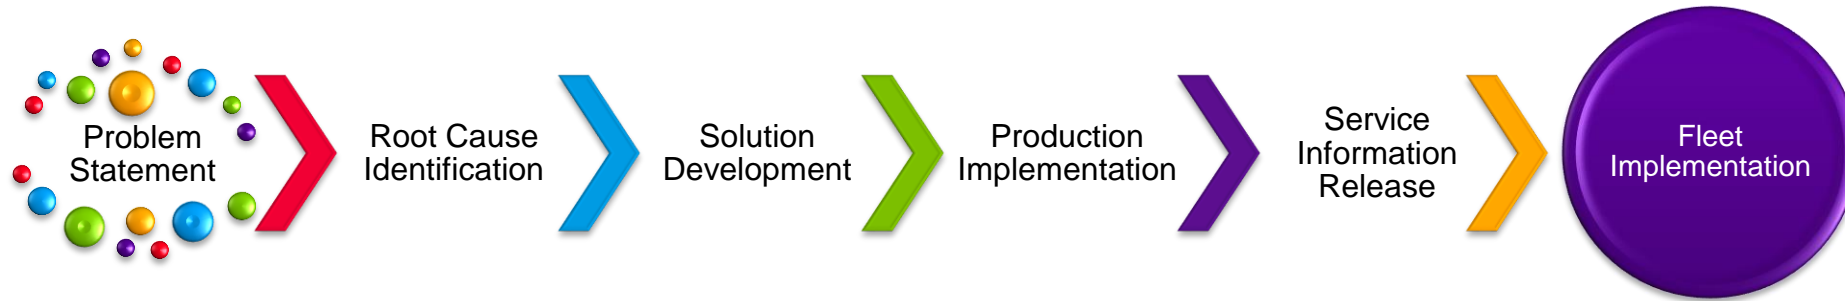 Problem
Statement
Root Cause
Identification
Solution
Development
Production
Implementation
Service
Information
Release
Fleet
Implementation